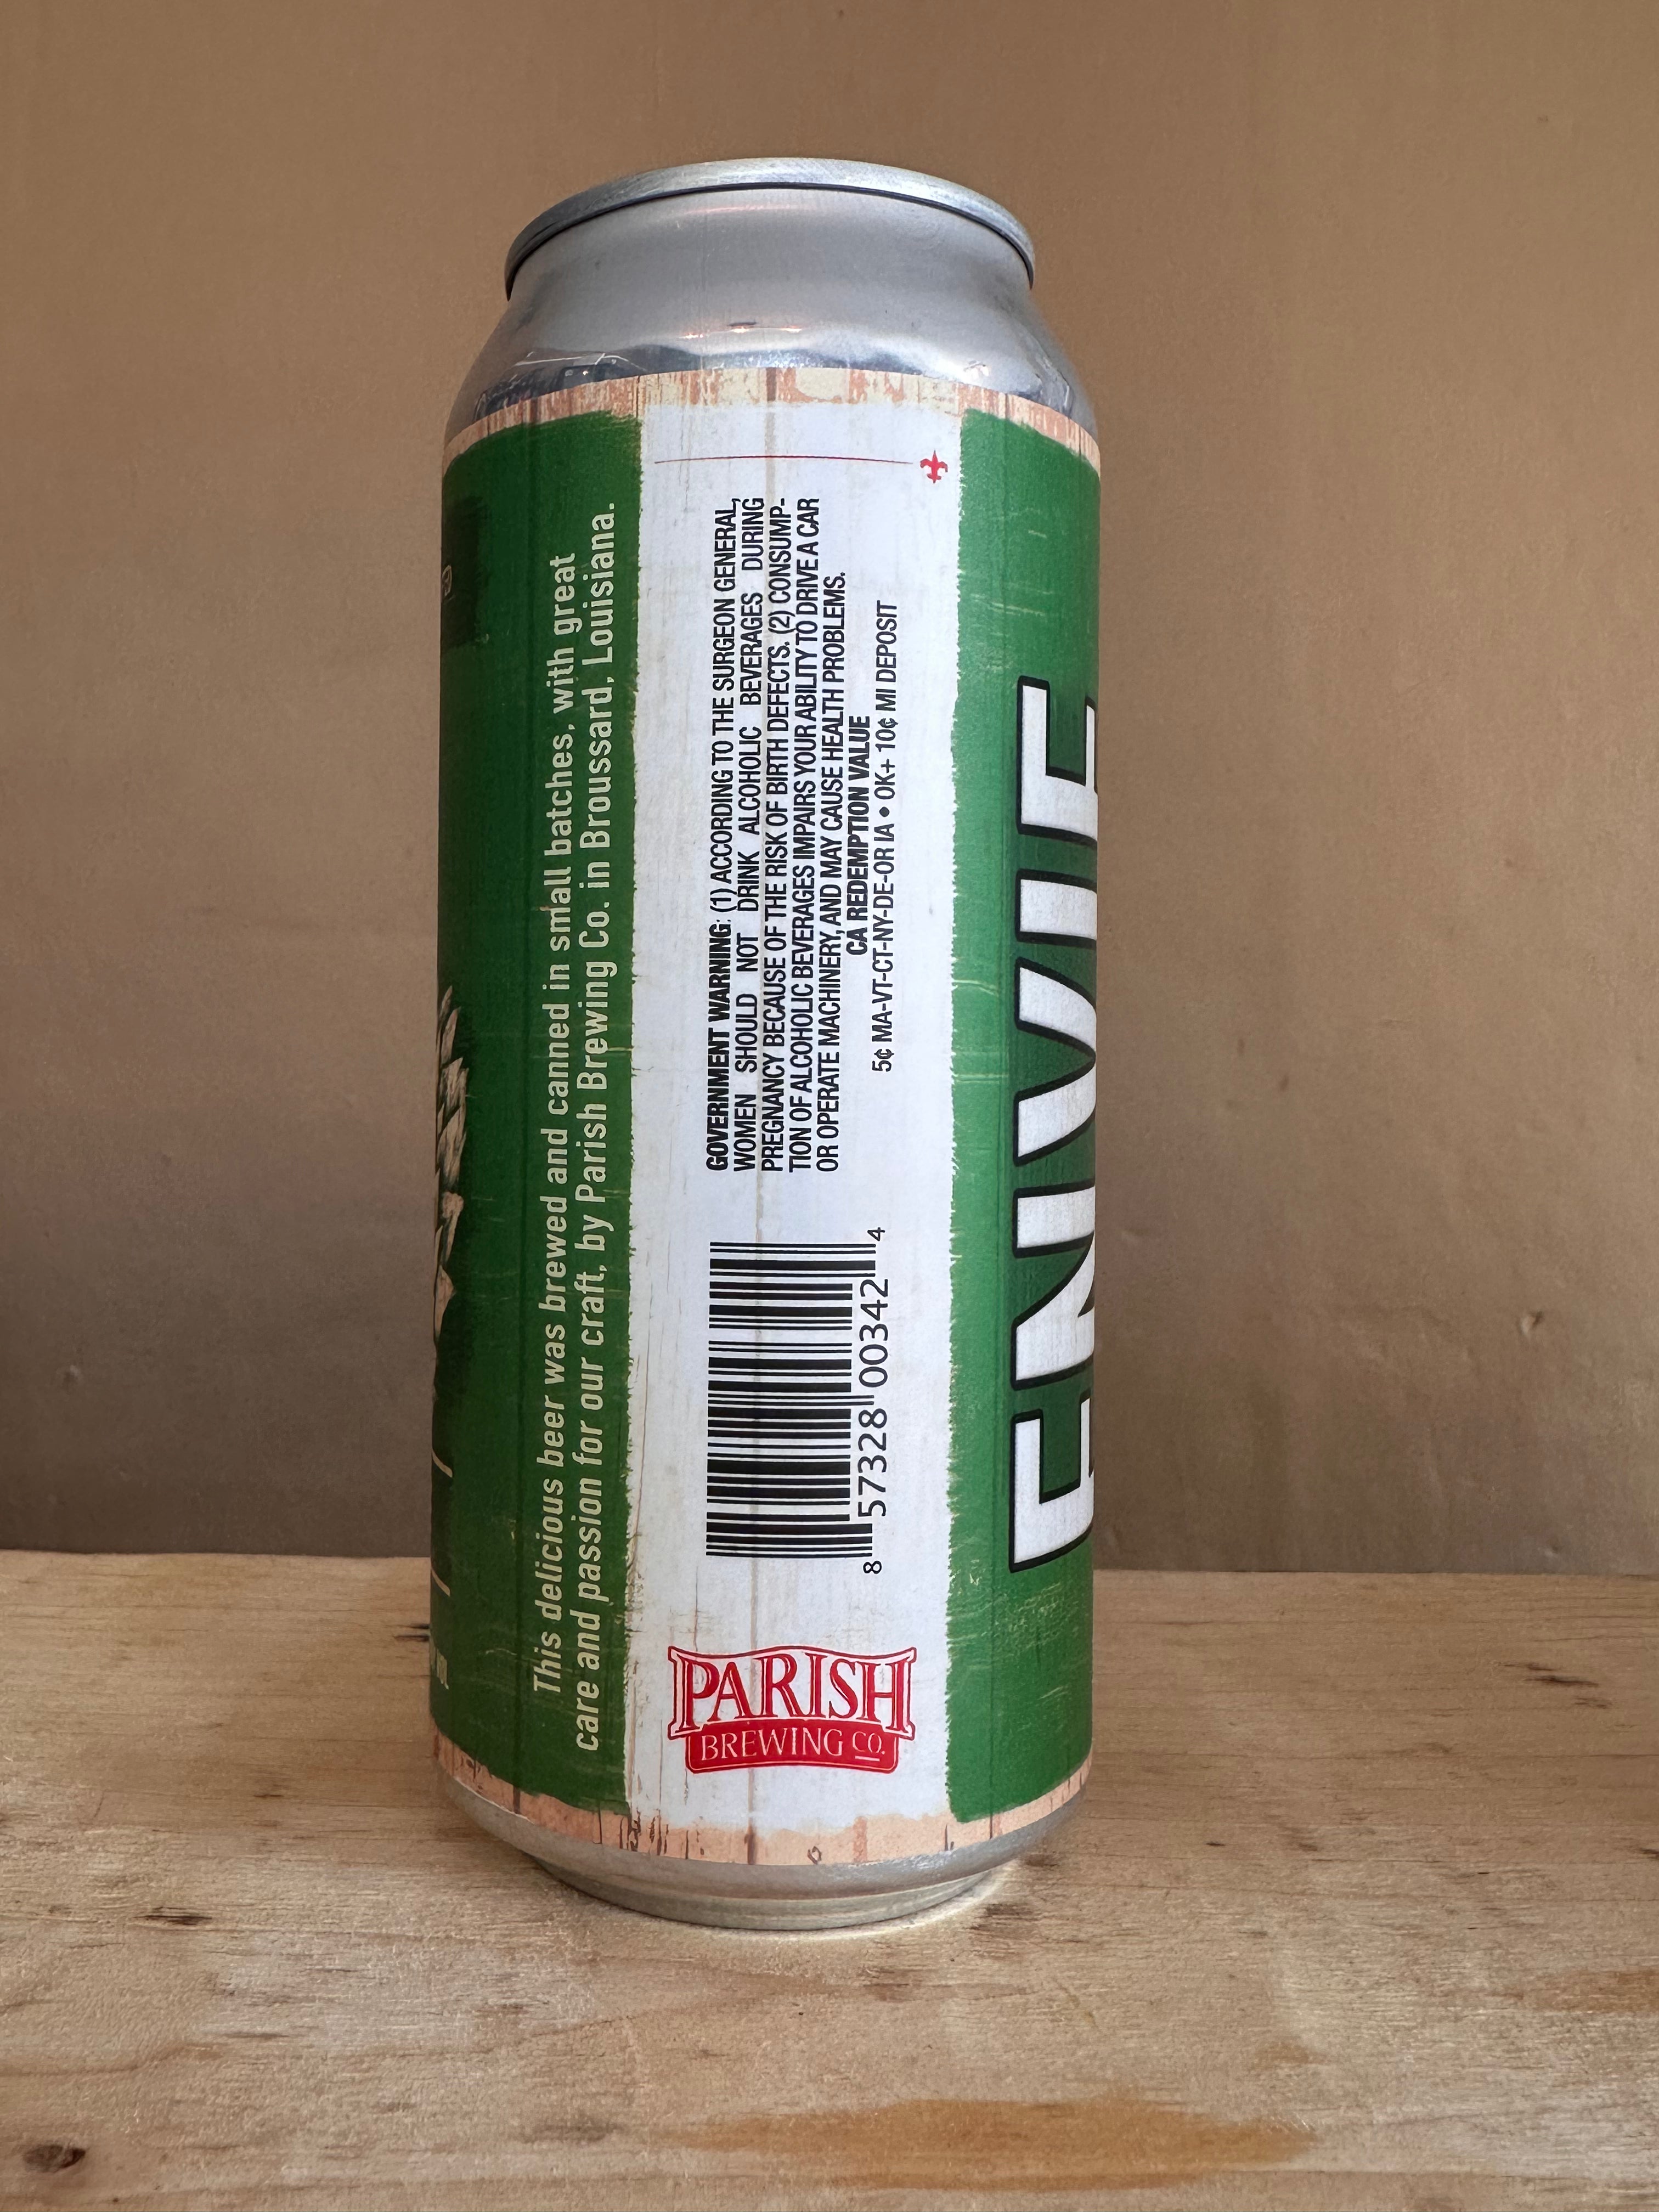 This delicious beer was brewed and canned in small batches, with great
care and passion for our craft, by Parish Brewing Co. in Broussard, Louisiana.
GOVERNMENT WARNING: (1) ACCORDING TO THE SURGEON GENERAL,
WOMEN SHOULD NOT DRINK ALCOHOLIC BEVERAGES DURING
PREGNANCY BECAUSE OF THE RISK OF BIRTH DEFECTS. (2) CONSUMP-
TION OF ALCOHOLIC BEVERAGES IMPAIRS YOUR ABILITY TO DRIVE A CAR
OR OPERATE MACHINERY, AND MAY CAUSE HEALTH PROBLEMS.
CA REDEMPTION VALUE
5¢ MA-VT-CT-NY-DE-OR IA • OK+ 10¢ MI DEPOSIT
8 57328 00342 4
PARISH
BREWING CO.
ENVIE